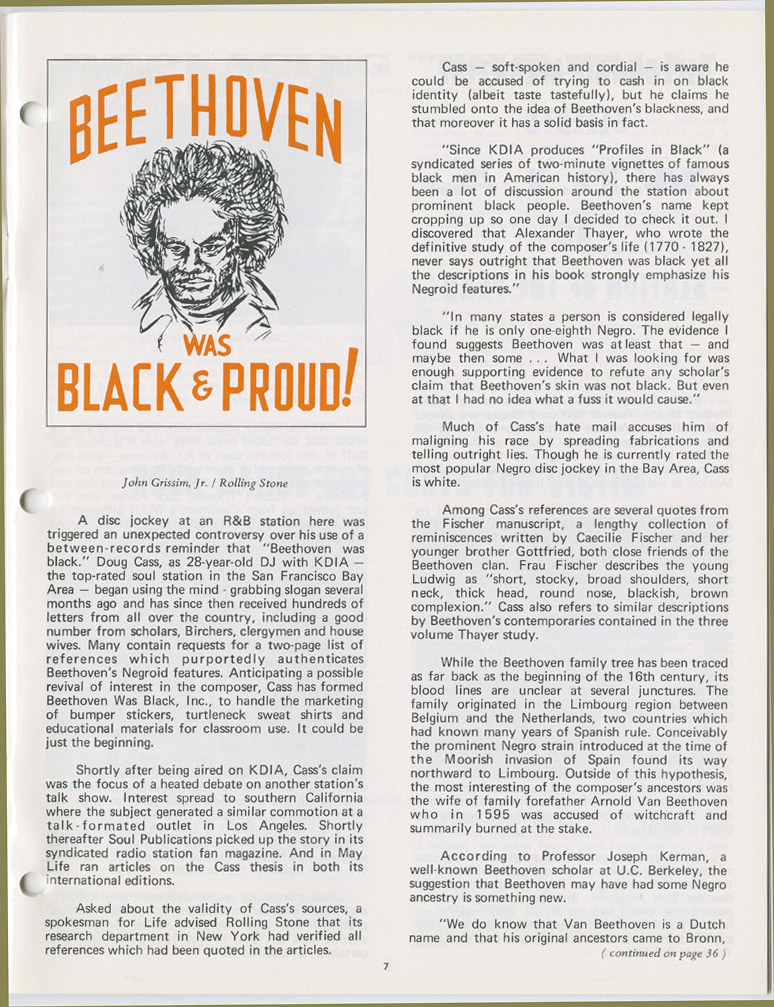 BEETHOVEN
WAS
BLACK & PROUD!
John Grissim, Jr. / Rolling Stone
A disc jockey at an R&B station here was
triggered an unexpected controversy over his use of a
between-records reminder that "Beethoven was
black." Doug Cass, as 28-year-old DJ with KDIA —
the top-rated soul station in the San Francisco Bay
Area — began using the mind - grabbing slogan several
months ago and has since then received hundreds of
letters from all over the country, including a good
number from scholars, Birchers, clergymen and house
wives. Many contain requests for a two-page list of
references which purportedly authenticates
Beethoven's Negroid features. Anticipating a possible
revival of interest in the composer, Cass has formed
Beethoven Was Black, Inc., to handle the marketing
of bumper stickers, turtleneck sweat shirts and
educational materials for classroom use. It could be
just the beginning.
Shortly after being aired on KDIA, Cass's claim
was the focus of a heated debate on another station's
talk show. Interest spread to southern California
where the subject generated a similar commotion at a
talk-formated outlet in Los Angeles. Shortly
thereafter Soul Publications picked up the story in its
syndicated radio station fan magazine. And in May
Life ran articles on the Cass thesis in both its
international editions.
Asked about the validity of Cass's sources, a
spokesman for Life advised Rolling Stone that its
research department in New York had verified all
references which had been quoted in the articles.
Cass — soft-spoken and cordial — is aware he
could be accused of trying to cash in on black
identity (albeit taste tastefully), but he claims he
stumbled onto the idea of Beethoven's blackness, and
that moreover it has a solid basis in fact.
"Since KDIA produces "Profiles in Black" (a
syndicated series of two-minute vignettes of famous
black men in American history), there has always
been a lot of discussion around the station about
prominent black people. Beethoven's name kept
cropping up so one day I decided to check it out. I
discovered that Alexander Thayer, who wrote the
definitive study of the composer's life (1770 - 1827),
never says outright that Beethoven was black yet all
the descriptions in his book strongly emphasize his
Negroid features."
"In many states a person is considered legally
black if he is only one-eighth Negro. The evidence I
found suggests Beethoven was at least that — and
maybe then some . . . What I was looking for was
enough supporting evidence to refute any scholar's
claim that Beethoven's skin was not black. But even
at that I had no idea what a fuss it would cause."
Much of Cass's hate mail accuses him of
maligning his race by spreading fabrications and
telling outright lies. Though he is currently rated the
most popular Negro disc jockey in the Bay Area, Cass
is white.
Among Cass's references are several quotes from
the Fischer manuscript, a lengthy collection of
reminiscences written by Caecilie Fischer and her
younger brother Gottfried, both close friends of the
Beethoven clan. Frau Fischer describes the young
Ludwig as "short, stocky, broad shoulders, short
neck, thick head, round nose, blackish, brown
complexion." Cass also refers to similar descriptions
by Beethoven's contemporaries contained in the three
volume Thayer study.
While the Beethoven family tree has been traced
as far back as the beginning of the 16th century, its
blood lines are unclear at several junctures. The
family originated in the Limbourg region between
Belgium and the Netherlands, two countries which
had known many years of Spanish rule. Conceivably
the prominent Negro strain introduced at the time of
the Moorish invasion of Spain found its way
northward to Limbourg. Outside of this hypothesis,
the most interesting of the composer's ancestors was
the wife of family forefather Arnold Van Beethoven
who in 1595 was accused of witchcraft and
summarily burned at the stake.
According to Professor Joseph Kerman, a
well-known Beethoven scholar at U.C. Berkeley, the
suggestion that Beethoven may have had some Negro
ancestry is something new.
"We do know that Van Beethoven is a Dutch
name and that his original ancestors came to Bronn,
( continued on page 36 )
7